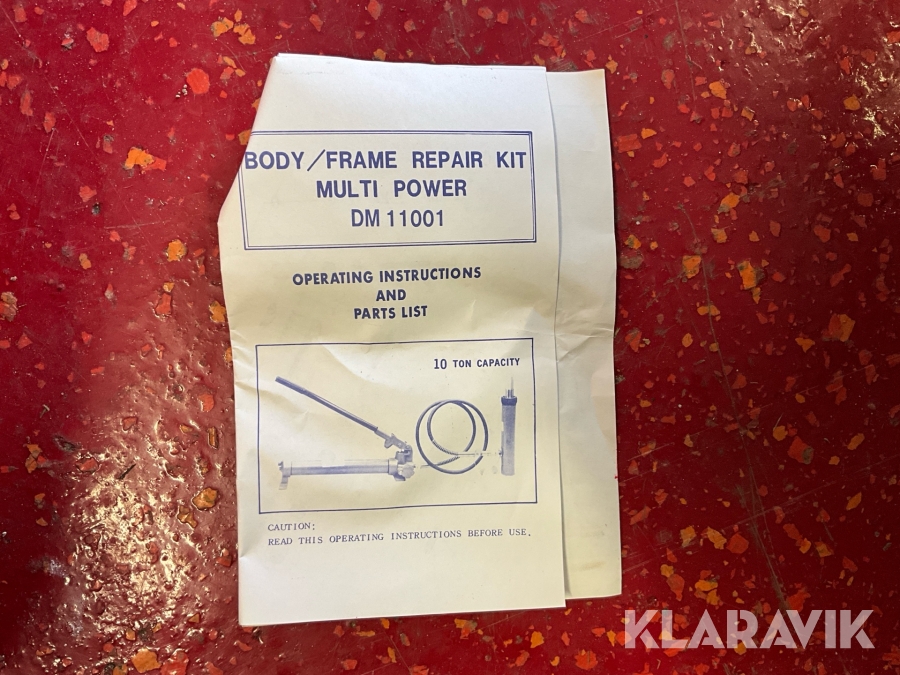 BODY/FRAME REPAIR KIT
MULTI POWER
DM 11001
OPERATING INSTRUCTIONS
AND
PARTS LIST
10 TON CAPACITY
CAUTION:
READ THIS OPERATING INSTRUCTIONS BEFORE USE.
KLARAVIK